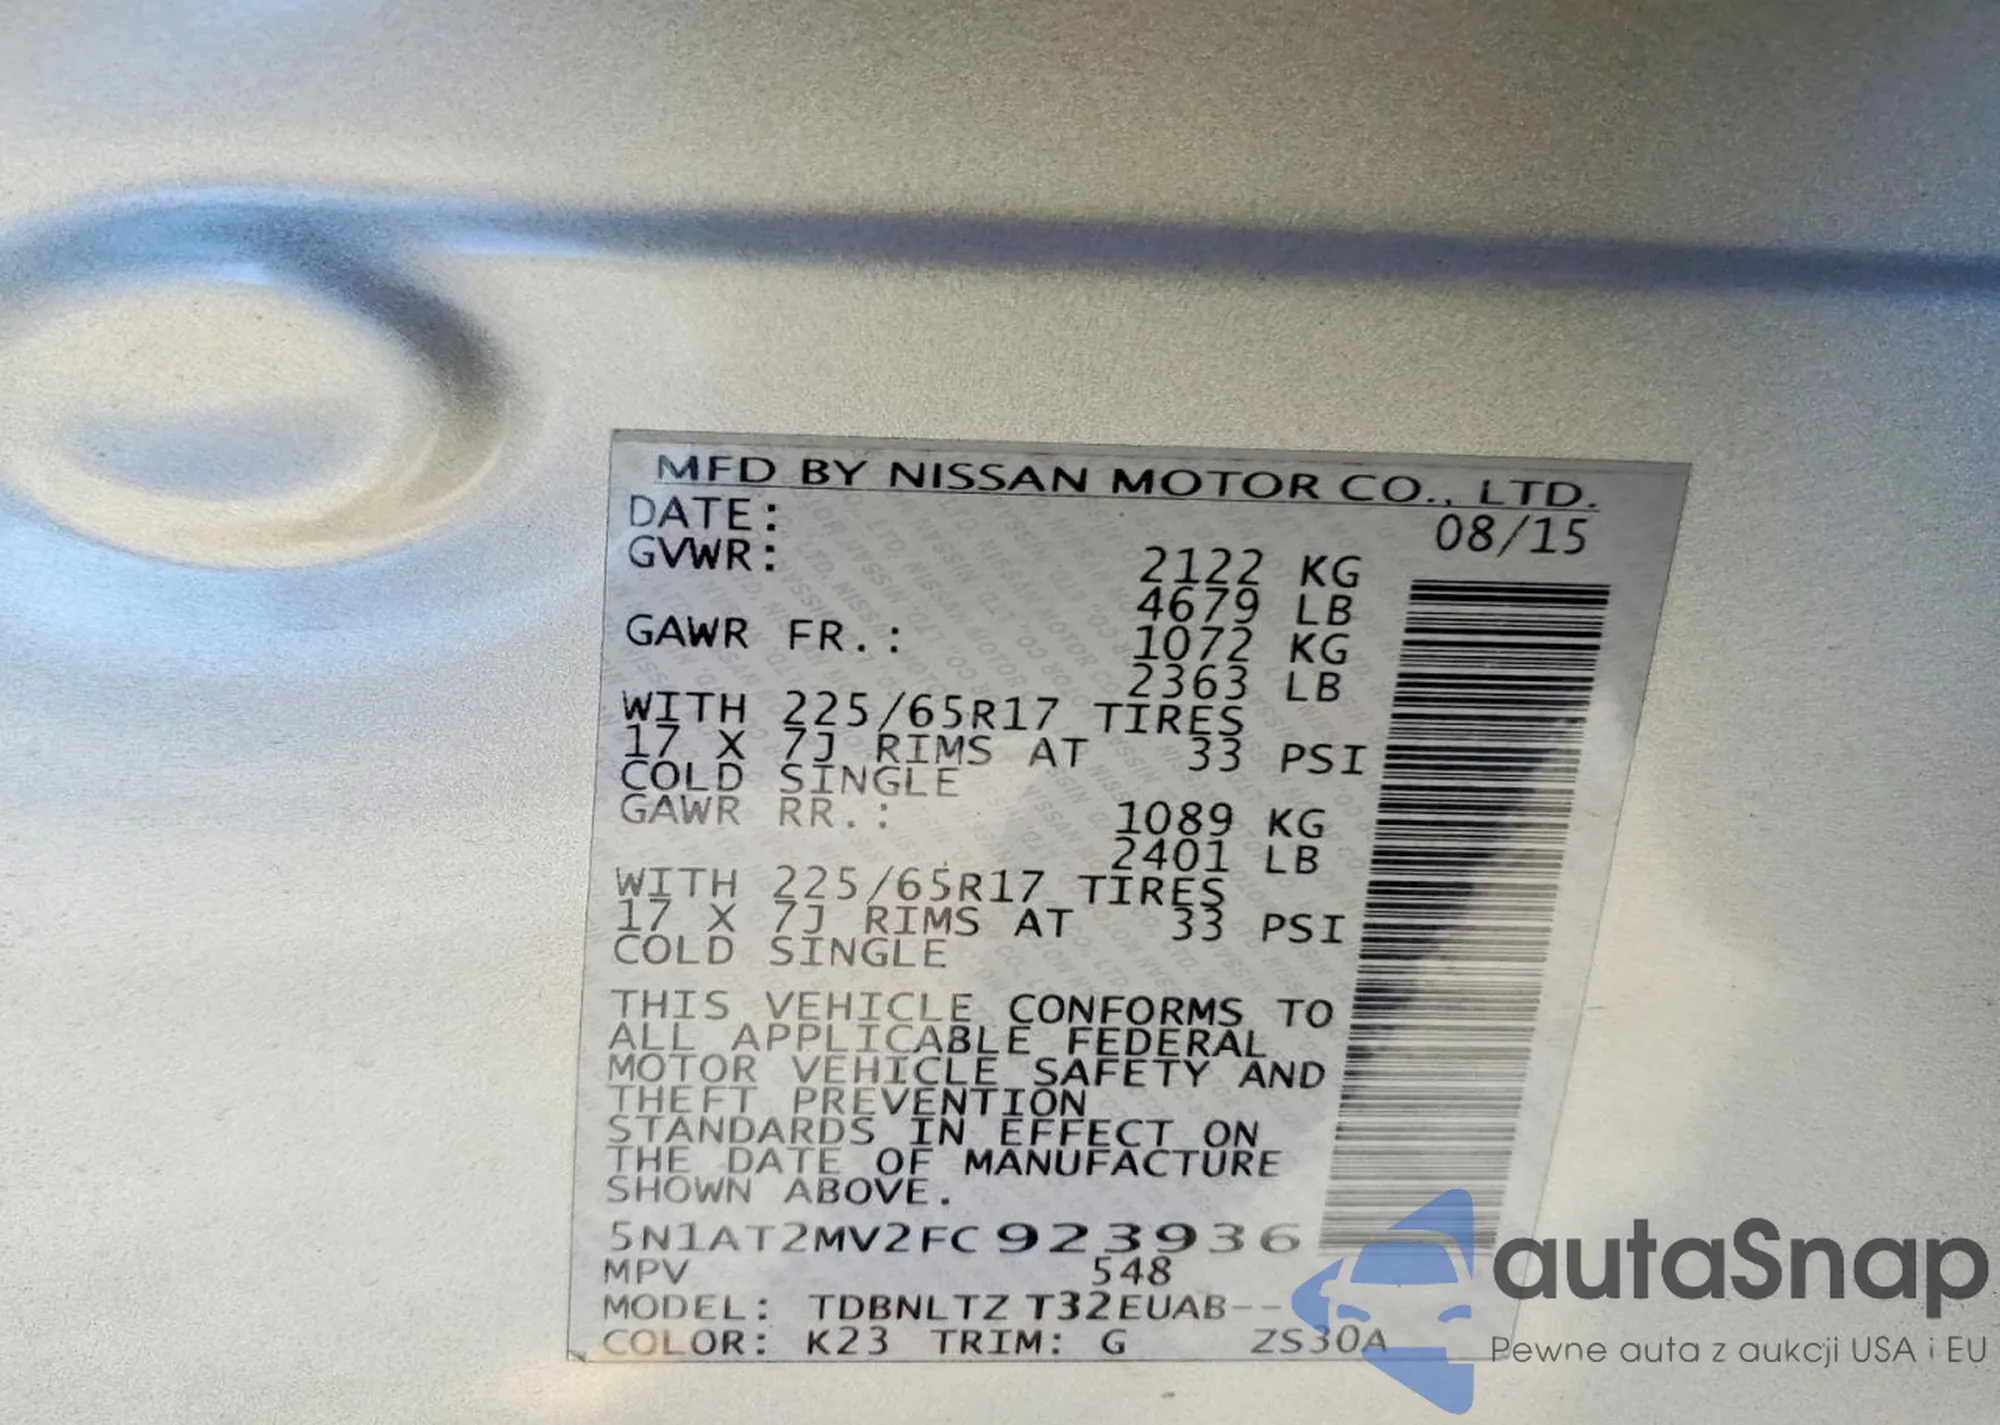 MFD BY NISSAN MOTOR CO., LTD.
DATE: 08/15
GVWR: 2122 KG
4679 LB
GAWR FR.: 1072 KG
2363 LB
WITH 225/65R17 TIRES
17 X 7J RIMS AT 33 PSI
COLD SINGLE
GAWR RR.: 1089 KG
2401 LB
WITH 225/65R17 TIRES
17 X 7J RIMS AT 33 PSI
COLD SINGLE
THIS VEHICLE CONFORMS TO
ALL APPLICABLE FEDERAL
MOTOR VEHICLE SAFETY AND
THEFT PREVENTION
STANDARDS IN EFFECT ON
THE DATE OF MANUFACTURE
SHOWN ABOVE.
5N1AT2MV2FC923936
MPV 548
MODEL: TDBNLTZ T32EUAB--
COLOR: K23 TRIM: G ZS30A
autaSnap
Pewne auta z aukcji USA i EU